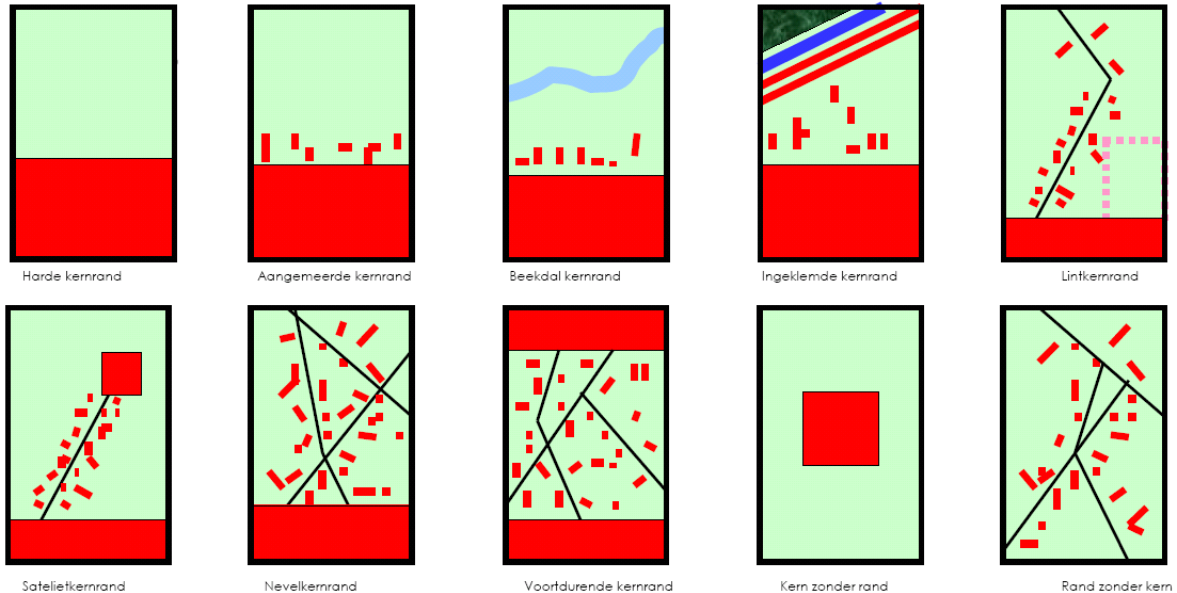 Harde kernrand
Aangemeerde kernrand
Beekdal kernrand
Ingeklemde kernrand
Lintkernrand
Satelietkernrand
Nevelkernrand
Voortdurende kernrand
Kern zonder rand
Rand zonder kern